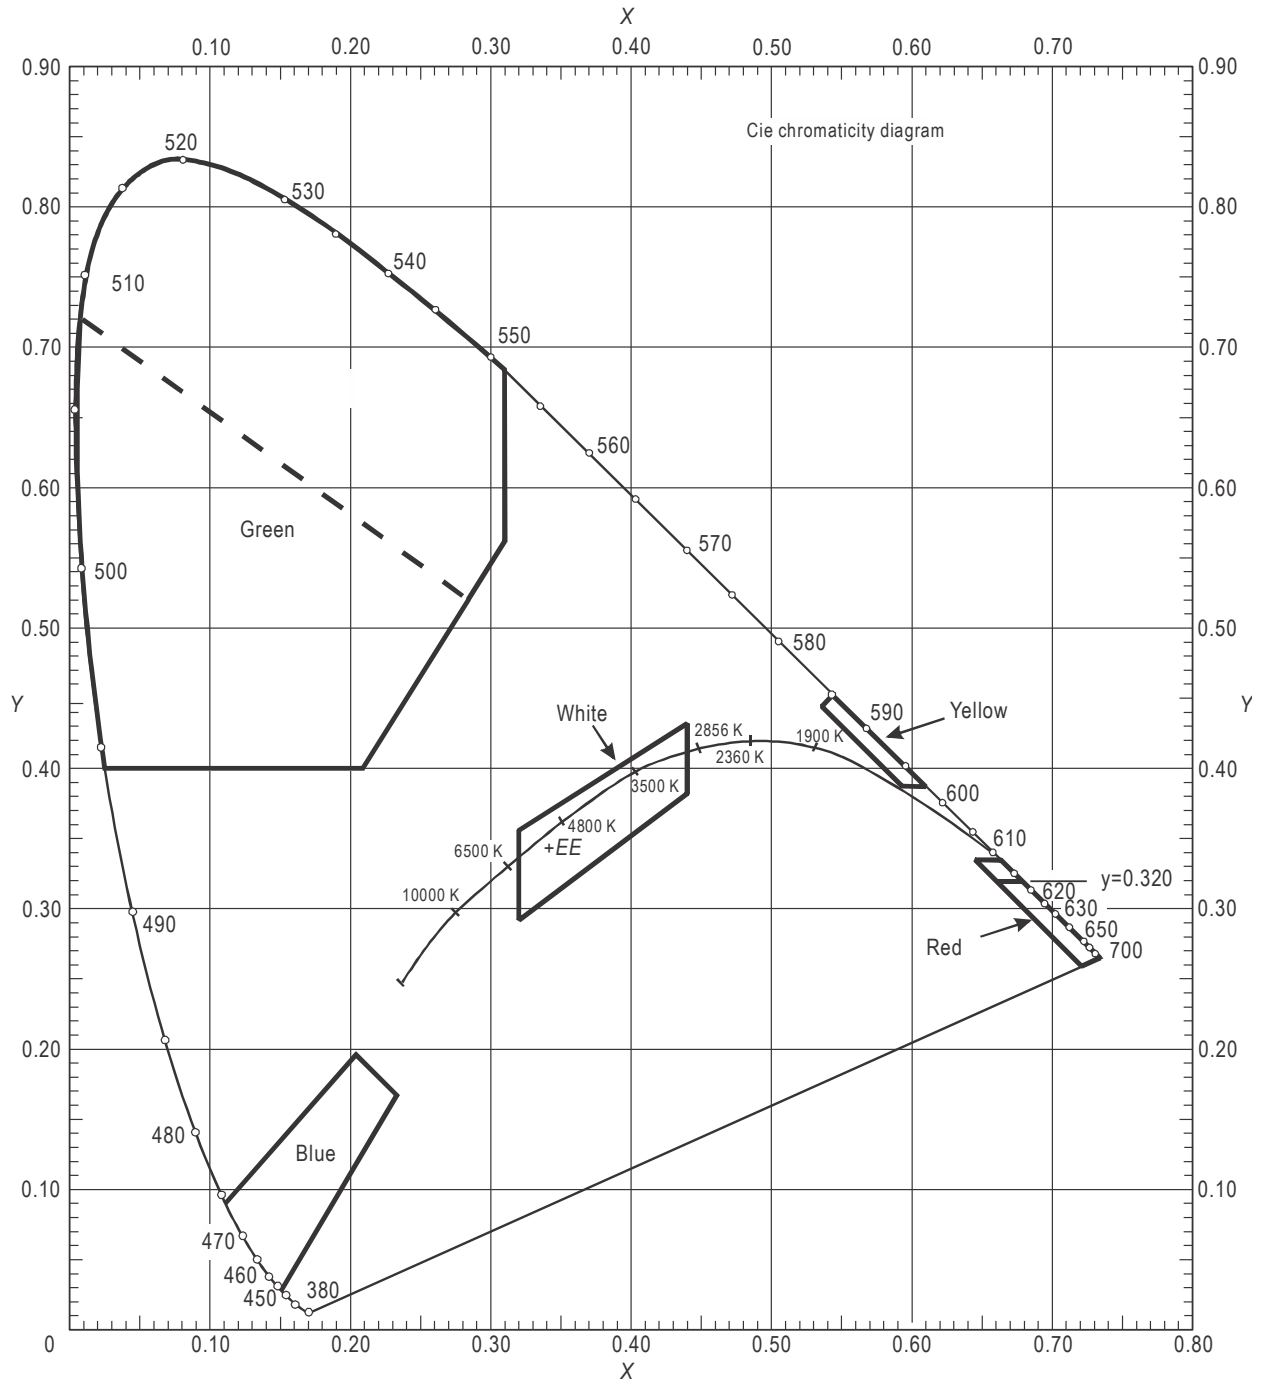 X
0.10 0.20 0.30 0.40 0.50 0.60 0.70
0.90 0.90
Cie chromaticity diagram
520
530
0.80 0.80
540
510
550
0.70 0.70
560
0.60 0.60
Green
570
500
0.50 0.50
580
Y Y
White
590
Yellow
2856 K
1900 K
2360 K
0.40 0.40
3500 K
600
4800 K
610
+EE
6500 K
y=0.320
10000 K
620
0.30 0.30
630
490
650
Red
700
0.20 0.20
480
Blue
0.10 0.10
470
460
380
450
0 0.10 0.20 0.30 0.40 0.50 0.60 0.70 0.80
X